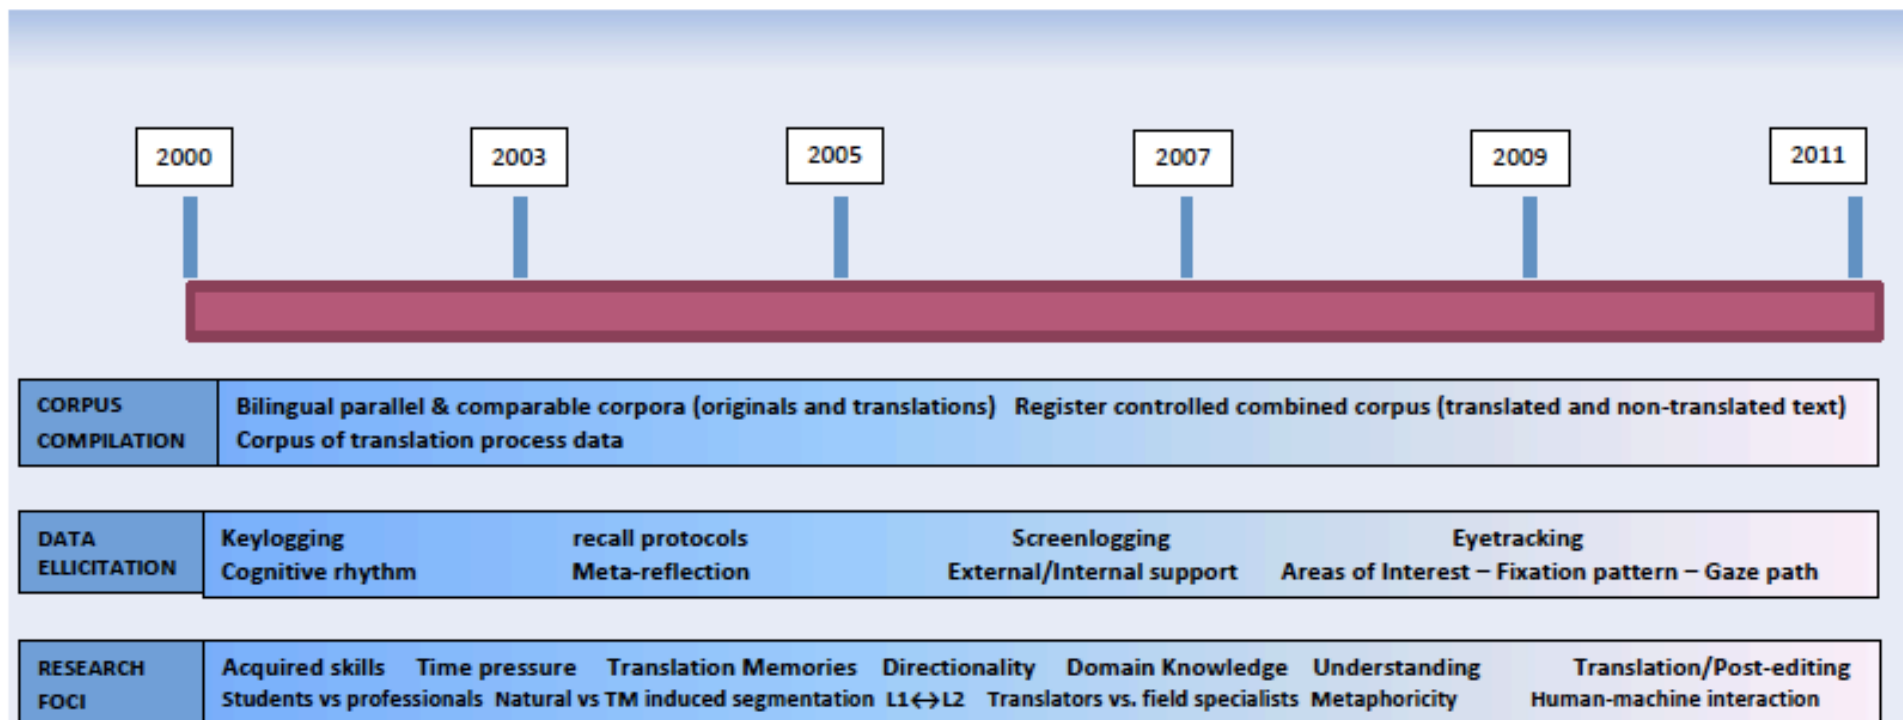 2000 2003 2005 2007 2009 2011
CORPUS COMPILATION
Bilingual parallel & comparable corpora (originals and translations) Register controlled combined corpus (translated and non-translated text)
Corpus of translation process data
DATA ELLICITATION
Keylogging recall protocols Screenlogging Eyetracking
Cognitive rhythm Meta-reflection External/Internal support Areas of Interest – Fixation pattern – Gaze path
RESEARCH FOCI
Acquired skills Time pressure Translation Memories Directionality Domain Knowledge Understanding Translation/Post-editing
Students vs professionals Natural vs TM induced segmentation L1↔L2 Translators vs. field specialists Metaphoricity Human-machine interaction